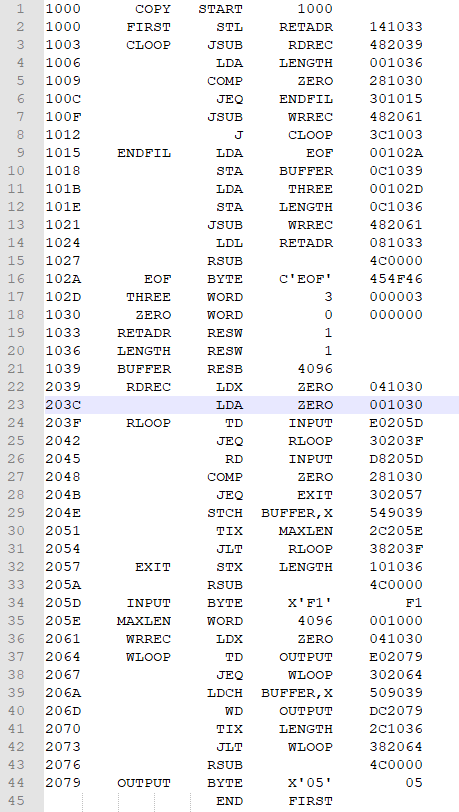 1 1000 COPY START 1000
2 1000 FIRST STL RETADR 141033
3 1003 CLOOP JSUB RDREC 482039
4 1006 LDA LENGTH 001036
5 1009 COMP ZERO 281030
6 100C JEQ ENDFIL 301015
7 100F JSUB WRREC 482061
8 1012 J CLOOP 3C1003
9 1015 ENDFIL LDA EOF 00102A
10 1018 STA BUFFER 0C1039
11 101B LDA THREE 00102D
12 101E STA LENGTH 0C1036
13 1021 JSUB WRREC 482061
14 1024 LDL RETADR 081033
15 1027 RSUB 4C0000
16 102A EOF BYTE C'EOF' 454F46
17 102D THREE WORD 3 000003
18 1030 ZERO WORD 0 000000
19 1033 RETADR RESW 1
20 1036 LENGTH RESW 1
21 1039 BUFFER RESB 4096
22 2039 RDREC LDX ZERO 041030
23 203C LDA ZERO 001030
24 203F RLOOP TD INPUT E0205D
25 2042 JEQ RLOOP 30203F
26 2045 RD INPUT D8205D
27 2048 COMP ZERO 281030
28 204B JEQ EXIT 302057
29 204E STCH BUFFER,X 549039
30 2051 TIX MAXLEN 2C205E
31 2054 JLT RLOOP 38203F
32 2057 EXIT STX LENGTH 101036
33 205A RSUB 4C0000
34 205D INPUT BYTE X'F1' F1
35 205E MAXLEN WORD 4096 001000
36 2061 WRREC LDX ZERO 041030
37 2064 WLOOP TD OUTPUT E02079
38 2067 JEQ WLOOP 302064
39 206A LDCH BUFFER,X 509039
40 206D WD OUTPUT DC2079
41 2070 TIX LENGTH 2C1036
42 2073 JLT WLOOP 382064
43 2076 RSUB 4C0000
44 2079 OUTPUT BYTE X'05' 05
45 END FIRST